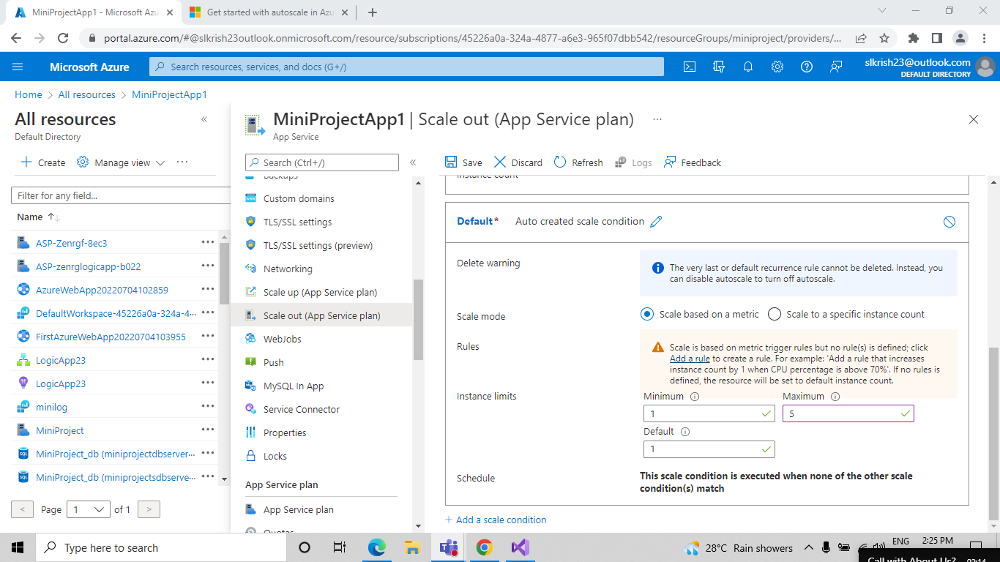 MiniProjectApp1 - Microsoft Azu
Get started with autoscale in Azu
portal.azure.com/#@slkrish23outlook.onmicrosoft.com/resource/subscriptions/45226a0a-324a-4877-a6e3-965f07dbb542/resourceGroups/miniproject/providers/...
Microsoft Azure
Search resources, services, and docs (G+/)
slkrish23@outlook.com
DEFAULT DIRECTORY
Home > All resources > MiniProjectApp1
All resources
Default Directory
Create
Manage view
Filter for any field...
Name
ASP-Zenrgf-8ec3
ASP-zenrglogicapp-b022
AzureWebApp20220704102859
DefaultWorkspace-45226a0a-324a-4...
FirstAzureWebApp20220704103955
LogicApp23
LogicApp23
minilog
MiniProject
MiniProject_db (miniprojectdbserver...
MiniProject_db (miniprojectsdbserve...
< Page 1 of 1 >
MiniProjectApp1 | Scale out (App Service plan) ...
App Service
Search (Ctrl+/)
Backups
Custom domains
TLS/SSL settings
TLS/SSL settings (preview)
Networking
Scale up (App Service plan)
Scale out (App Service plan)
WebJobs
Push
MySQL In App
Service Connector
Properties
Locks
App Service plan
App Service plan
Quotas
Save
Discard
Refresh
Logs
Feedback
Instance count
Default* Auto created scale condition
Delete warning
The very last or default recurrence rule cannot be deleted. Instead, you
can disable autoscale to turn off autoscale.
Scale mode
Scale based on a metric
Scale to a specific instance count
Rules
Scale is based on metric trigger rules but no rule(s) is defined; click
Add a rule to create a rule. For example: 'Add a rule that increases
instance count by 1 when CPU percentage is above 70%'. If no rules is
defined, the resource will be set to default instance count.
Instance limits
Minimum
Maximum
1
5
Default
1
Schedule
This scale condition is executed when none of the other scale
condition(s) match
+ Add a scale condition
Type here to search
28°C Rain showers
ENG
2:25 PM
Call with About Us? 02:14